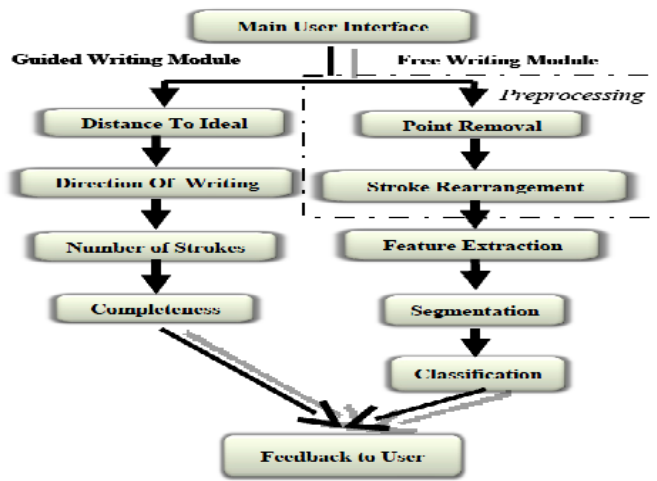 Main User Interface
Guided Writing Module
Free Writing Module
Preprocessing
Distance To Ideal
Point Removal
Direction Of Writing
Stroke Rearrangement
Number of Strokes
Feature Extraction
Completeness
Segmentation
Classification
Feedback to User